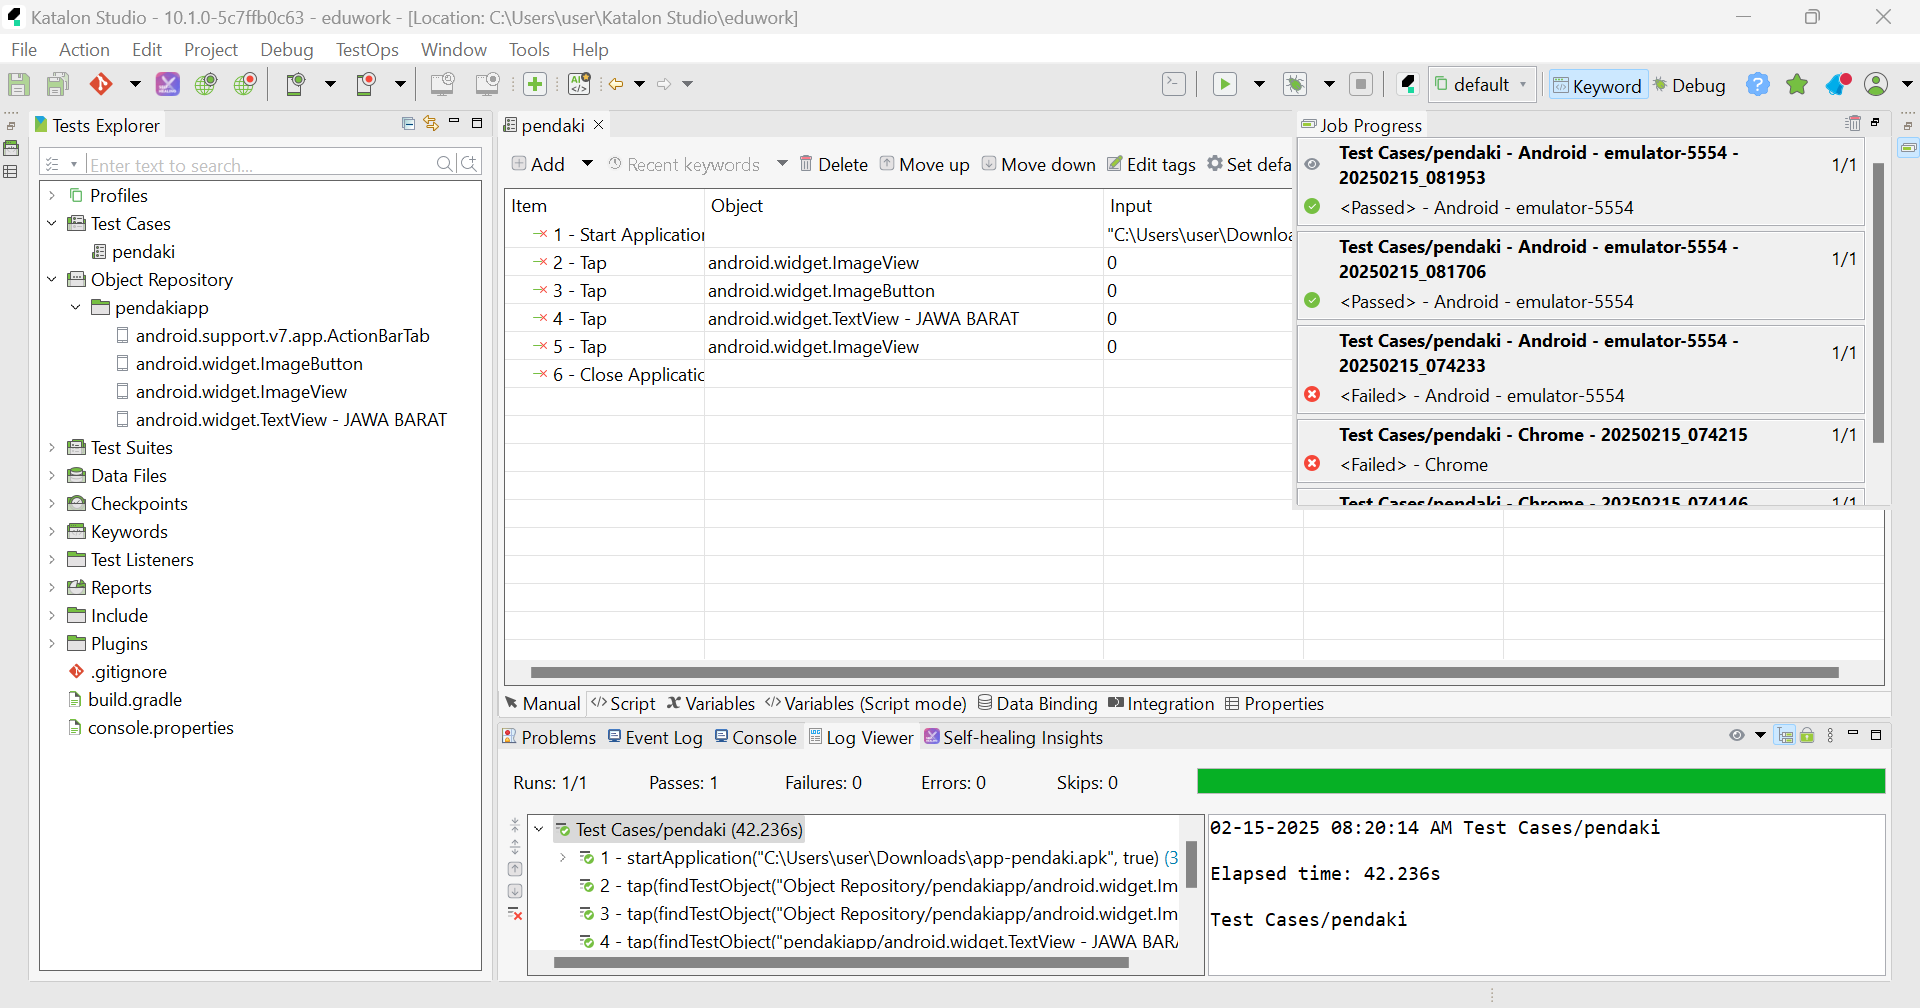 Katalon Studio - 10.1.0-5c7ffb0c63 - eduwork - [Location: C:\Users\user\Katalon Studio\eduwork]
File Action Edit Project Debug TestOps Window Tools Help
default Keyword Debug
Tests Explorer
Enter text to search...
Profiles
Test Cases
pendaki
Object Repository
pendakiapp
android.support.v7.app.ActionBarTab
android.widget.ImageButton
android.widget.ImageView
android.widget.TextView - JAWA BARAT
Test Suites
Data Files
Checkpoints
Keywords
Test Listeners
Reports
Include
Plugins
.gitignore
build.gradle
console.properties
pendaki
Add Recent keywords Delete Move up Move down Edit tags Set defa
Item Object Input
1 - Start Application "C:\Users\user\Downloa
2 - Tap android.widget.ImageView 0
3 - Tap android.widget.ImageButton 0
4 - Tap android.widget.TextView - JAWA BARAT 0
5 - Tap android.widget.ImageView 0
6 - Close Applicatic
Job Progress
Test Cases/pendaki - Android - emulator-5554 -
20250215_081953 1/1
<Passed> - Android - emulator-5554
Test Cases/pendaki - Android - emulator-5554 -
20250215_081706 1/1
<Passed> - Android - emulator-5554
Test Cases/pendaki - Android - emulator-5554 -
20250215_074233 1/1
<Failed> - Android - emulator-5554
Test Cases/pendaki - Chrome - 20250215_074215 1/1
<Failed> - Chrome
Test Cases/pendaki - Chrome - 20250215_074146 1/1
Manual Script Variables Variables (Script mode) Data Binding Integration Properties
Problems Event Log Console Log Viewer Self-healing Insights
Runs: 1/1 Passes: 1 Failures: 0 Errors: 0 Skips: 0
Test Cases/pendaki (42.236s)
1 - startApplication("C:\Users\user\Downloads\app-pendaki.apk", true) (3
2 - tap(findTestObject("Object Repository/pendakiapp/android.widget.Im
3 - tap(findTestObject("Object Repository/pendakiapp/android.widget.Im
4 - tap(findTestObject("pendakiapp/android.widget.TextView - JAWA BAR
02-15-2025 08:20:14 AM Test Cases/pendaki
Elapsed time: 42.236s
Test Cases/pendaki